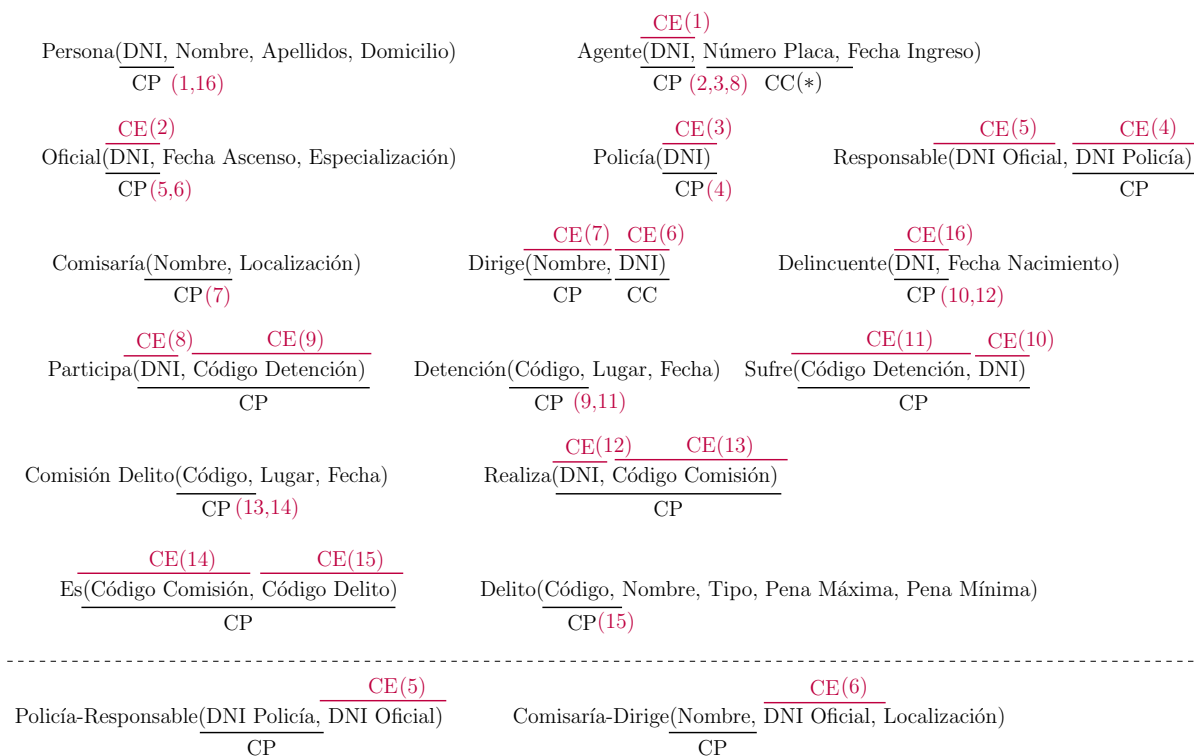 CE(1)
Persona(DNI, Nombre, Apellidos, Domicilio) Agente(DNI, Número Placa, Fecha Ingreso)
CP (1,16) CP (2,3,8) CC(*)
CE(2) CE(3) CE(5) CE(4)
Oficial(DNI, Fecha Ascenso, Especialización) Policía(DNI) Responsable(DNI Oficial, DNI Policía)
CP(5,6) CP(4) CP
CE(7) CE(6) CE(16)
Comisaría(Nombre, Localización) Dirige(Nombre, DNI) Delincuente(DNI, Fecha Nacimiento)
CP(7) CP CC CP (10,12)
CE(8) CE(9) CE(11) CE(10)
Participa(DNI, Código Detención) Detención(Código, Lugar, Fecha) Sufre(Código Detención, DNI)
CP CP (9,11) CP
CE(12) CE(13)
Comisión Delito(Código, Lugar, Fecha) Realiza(DNI, Código Comisión)
CP (13,14) CP
CE(14) CE(15)
Es(Código Comisión, Código Delito) Delito(Código, Nombre, Tipo, Pena Máxima, Pena Mínima)
CP CP(15)
CE(5) CE(6)
Policía-Responsable(DNI Policía, DNI Oficial) Comisaría-Dirige(Nombre, DNI Oficial, Localización)
CP CP